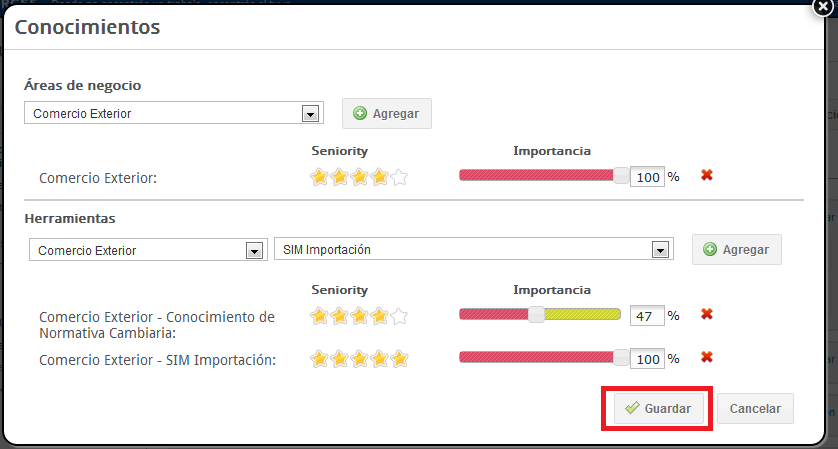 Conocimientos
Áreas de negocio
Comercio Exterior
Agregar
Seniority Importancia
Comercio Exterior: 100 %
Herramientas
Comercio Exterior SIM Importación Agregar
Seniority Importancia
Comercio Exterior - Conocimiento de
Normativa Cambiaria: 47 %
Comercio Exterior - SIM Importación: 100 %
Guardar Cancelar